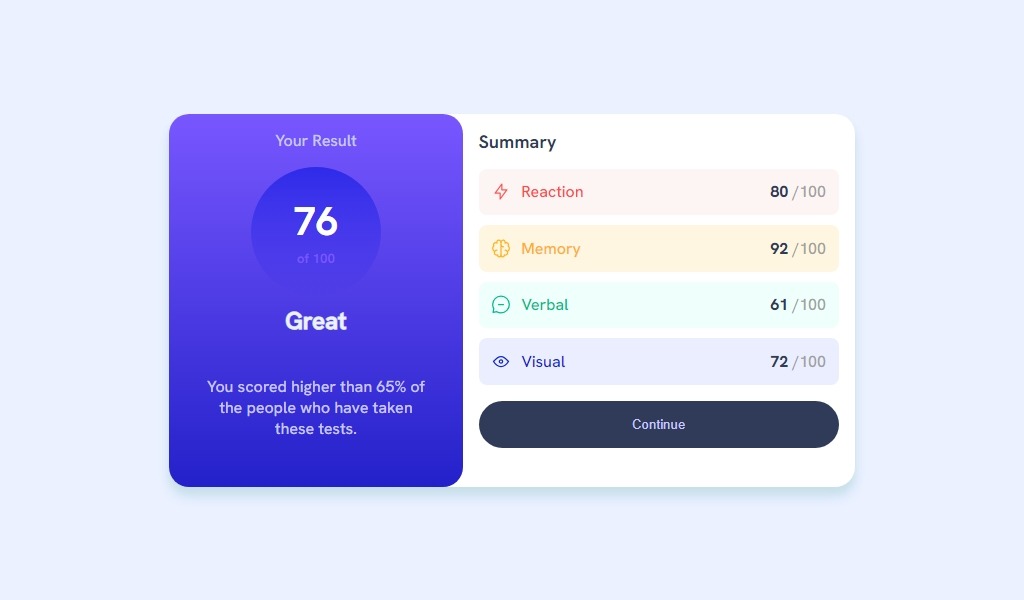 Your Result
76
of 100
Great
You scored higher than 65% of
the people who have taken
these tests.
Summary
Reaction 80 /100
Memory 92 /100
Verbal 61 /100
Visual 72 /100
Continue